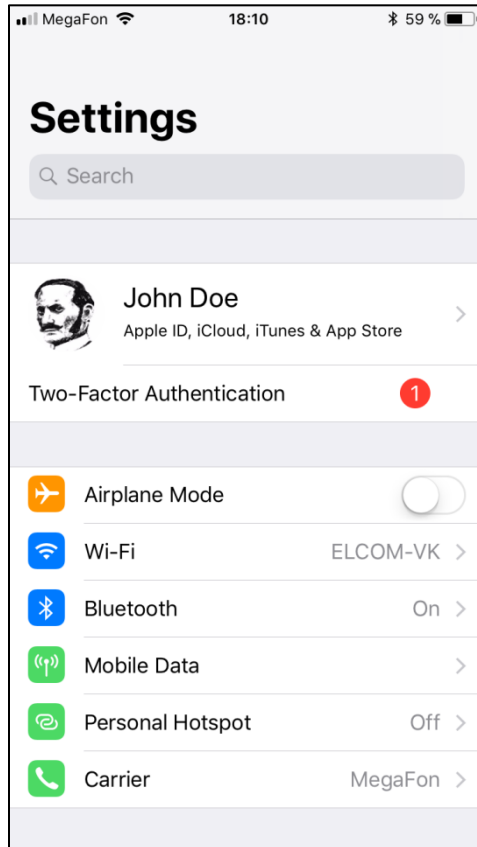 MegaFon 18:10 59 %
Settings
Search
John Doe
Apple ID, iCloud, iTunes & App Store
Two-Factor Authentication 1
Airplane Mode
Wi-Fi ELCOM-VK
Bluetooth On
Mobile Data
Personal Hotspot Off
Carrier MegaFon